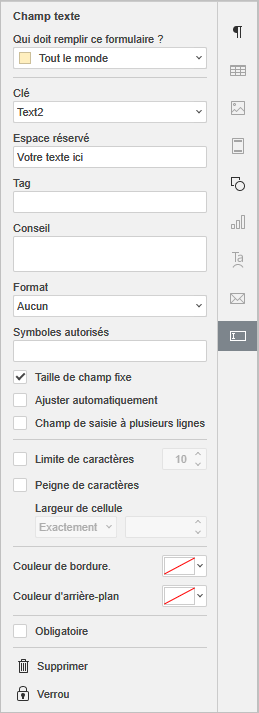 Champ texte
Qui doit remplir ce formulaire ?
Tout le monde
Clé
Text2
Espace réservé
Votre texte ici
Tag
Conseil
Format
Aucun
Symboles autorisés
Taille de champ fixe
Ajuster automatiquement
Champ de saisie à plusieurs lignes
Limite de caractères 10
Peigne de caractères
Largeur de cellule
Exactement
Couleur de bordure.
Couleur d'arrière-plan
Obligatoire
Supprimer
Verrou
Ta